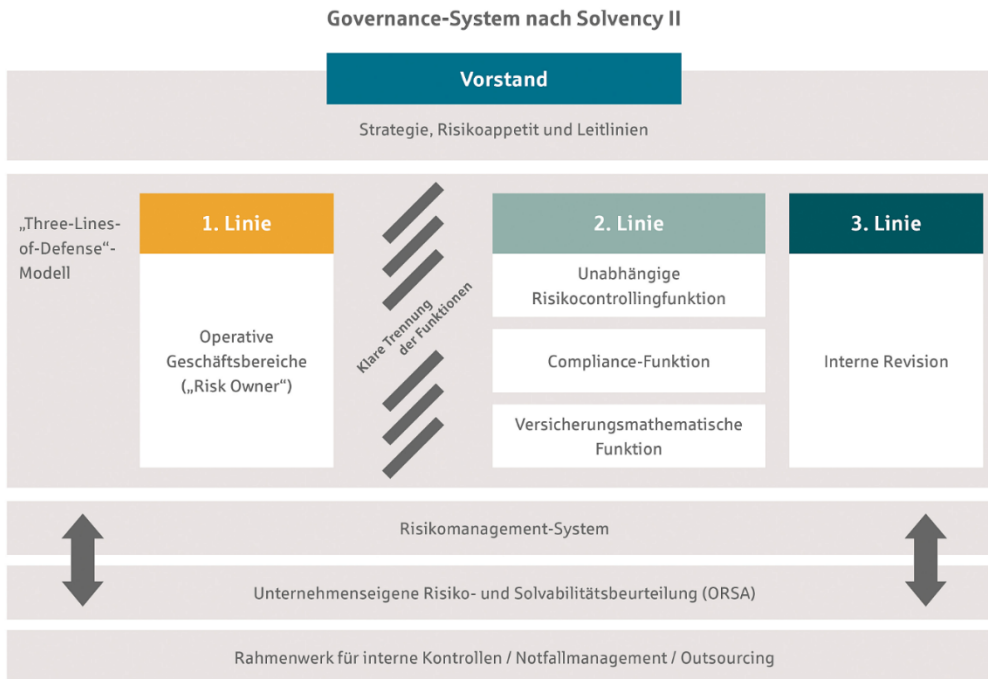 Governance-System nach Solvency II
Vorstand
Strategie, Risikoappetit und Leitlinien
„Three-Lines-
of-Defense“-
Modell
1. Linie
Operative
Geschäftsbereiche
(„Risk Owner“)
Klare Trennung
der Funktionen
2. Linie
Unabhängige
Risikocontrollingfunktion
Compliance-Funktion
Versicherungsmathematische
Funktion
3. Linie
Interne Revision
Risikomanagement-System
Unternehmenseigene Risiko- und Solvabilitätsbeurteilung (ORSA)
Rahmenwerk für interne Kontrollen / Notfallmanagement / Outsourcing